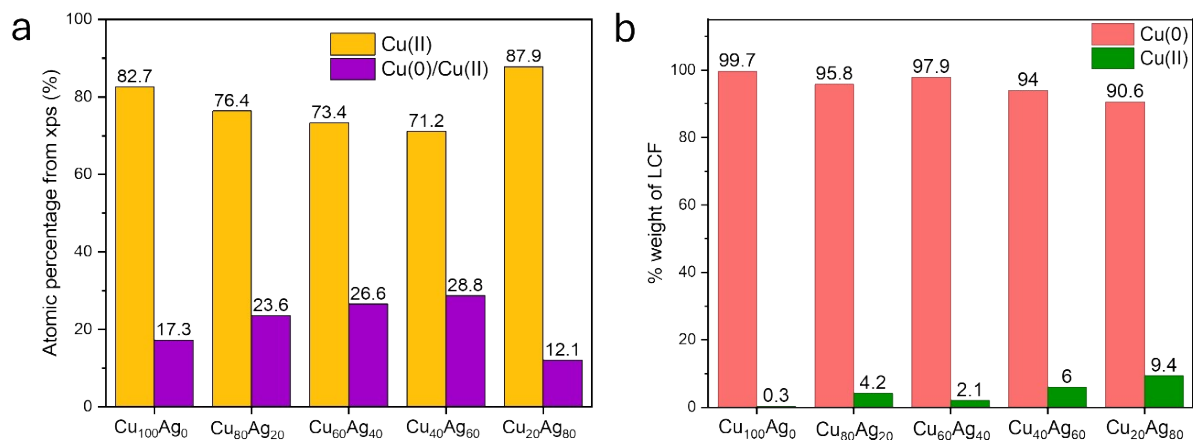 a
Atomic percentage from xps (%)
100
80
60
40
20
0
Cu(II)
Cu(0)/Cu(II)
82.7
17.3
76.4
23.6
73.4
26.6
71.2
28.8
87.9
12.1
Cu₁₀₀Ag₀
Cu₈₀Ag₂₀
Cu₆₀Ag₄₀
Cu₄₀Ag₆₀
Cu₂₀Ag₈₀
b
% weight of LCF
100
80
60
40
20
0
Cu(0)
Cu(II)
99.7
0.3
95.8
4.2
97.9
2.1
94
6
90.6
9.4
Cu₁₀₀Ag₀
Cu₈₀Ag₂₀
Cu₆₀Ag₄₀
Cu₄₀Ag₆₀
Cu₂₀Ag₈₀